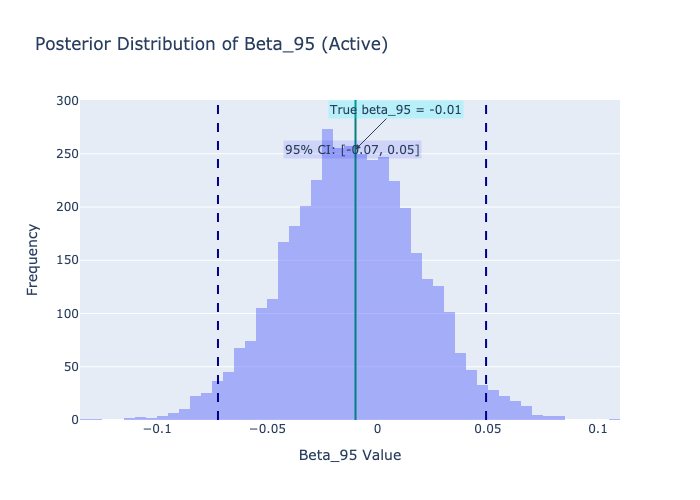 Posterior Distribution of Beta_95 (Active)
300
True beta_95 = -0.01
95% CI: [-0.07, 0.05]
250
200
150
100
50
0
Frequency
−0.1
−0.05
0
0.05
0.1
Beta_95 Value